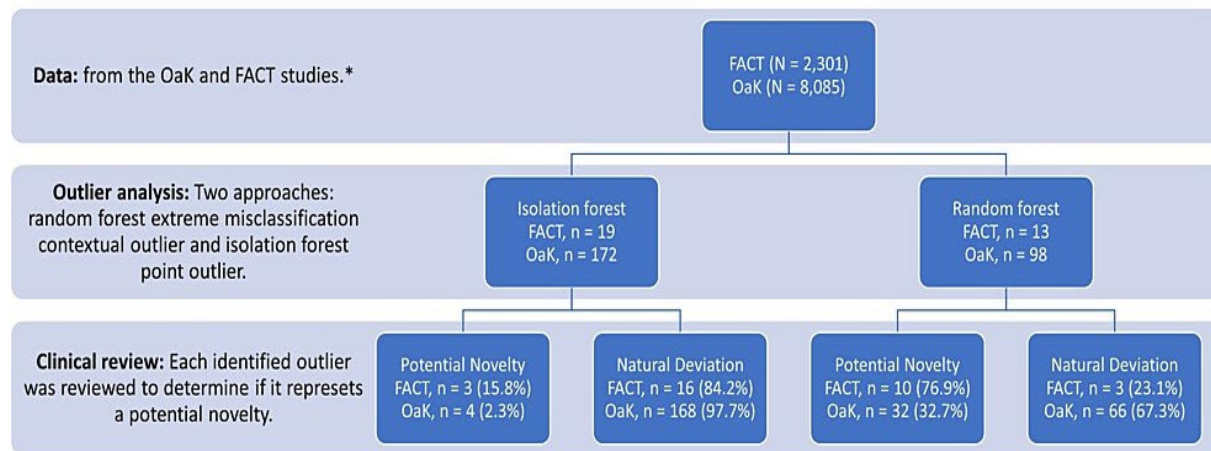 Data: from the OaK and FACT studies.*
FACT (N = 2,301)
OaK (N = 8,085)
Outlier analysis: Two approaches:
random forest extreme misclassification
contextual outlier and isolation forest
point outlier.
Isolation forest
FACT, n = 19
OaK, n = 172
Random forest
FACT, n = 13
OaK, n = 98
Clinical review: Each identified outlier
was reviewed to determine if it represets
a potential novelty.
Potential Novelty
FACT, n = 3 (15.8%)
OaK, n = 4 (2.3%)
Natural Deviation
FACT, n = 16 (84.2%)
OaK, n = 168 (97.7%)
Potential Novelty
FACT, n = 10 (76.9%)
OaK, n = 32 (32.7%)
Natural Deviation
FACT, n = 3 (23.1%)
OaK, n = 66 (67.3%)